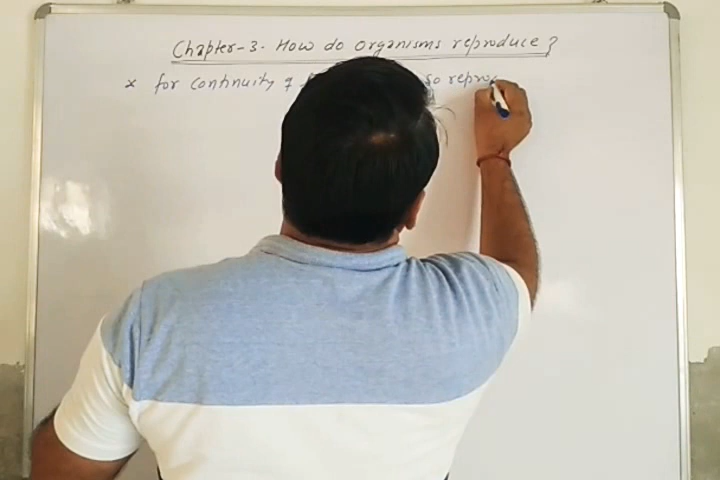 Chapter-3. How do organisms reproduce?
* for continuity of so repro